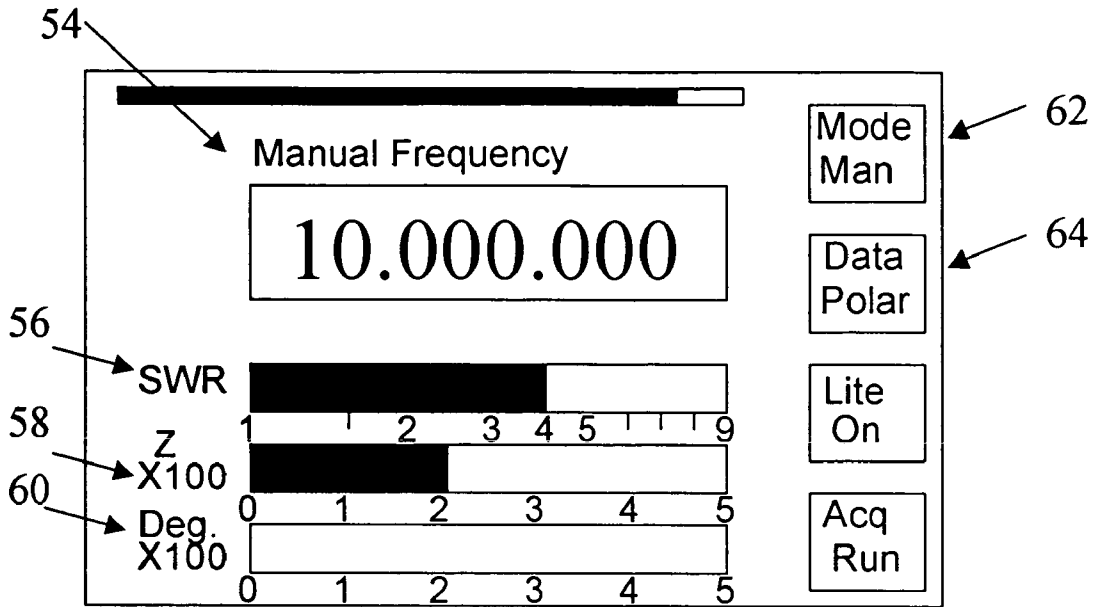 54
62
Mode
Man
Manual Frequency
10.000.000
64
Data
Polar
56
SWR
1 2 3 4 5 9
Lite
On
58
Z
X100
0 1 2 3 4 5
60
Deg.
X100
0 1 2 3 4 5
Acq
Run